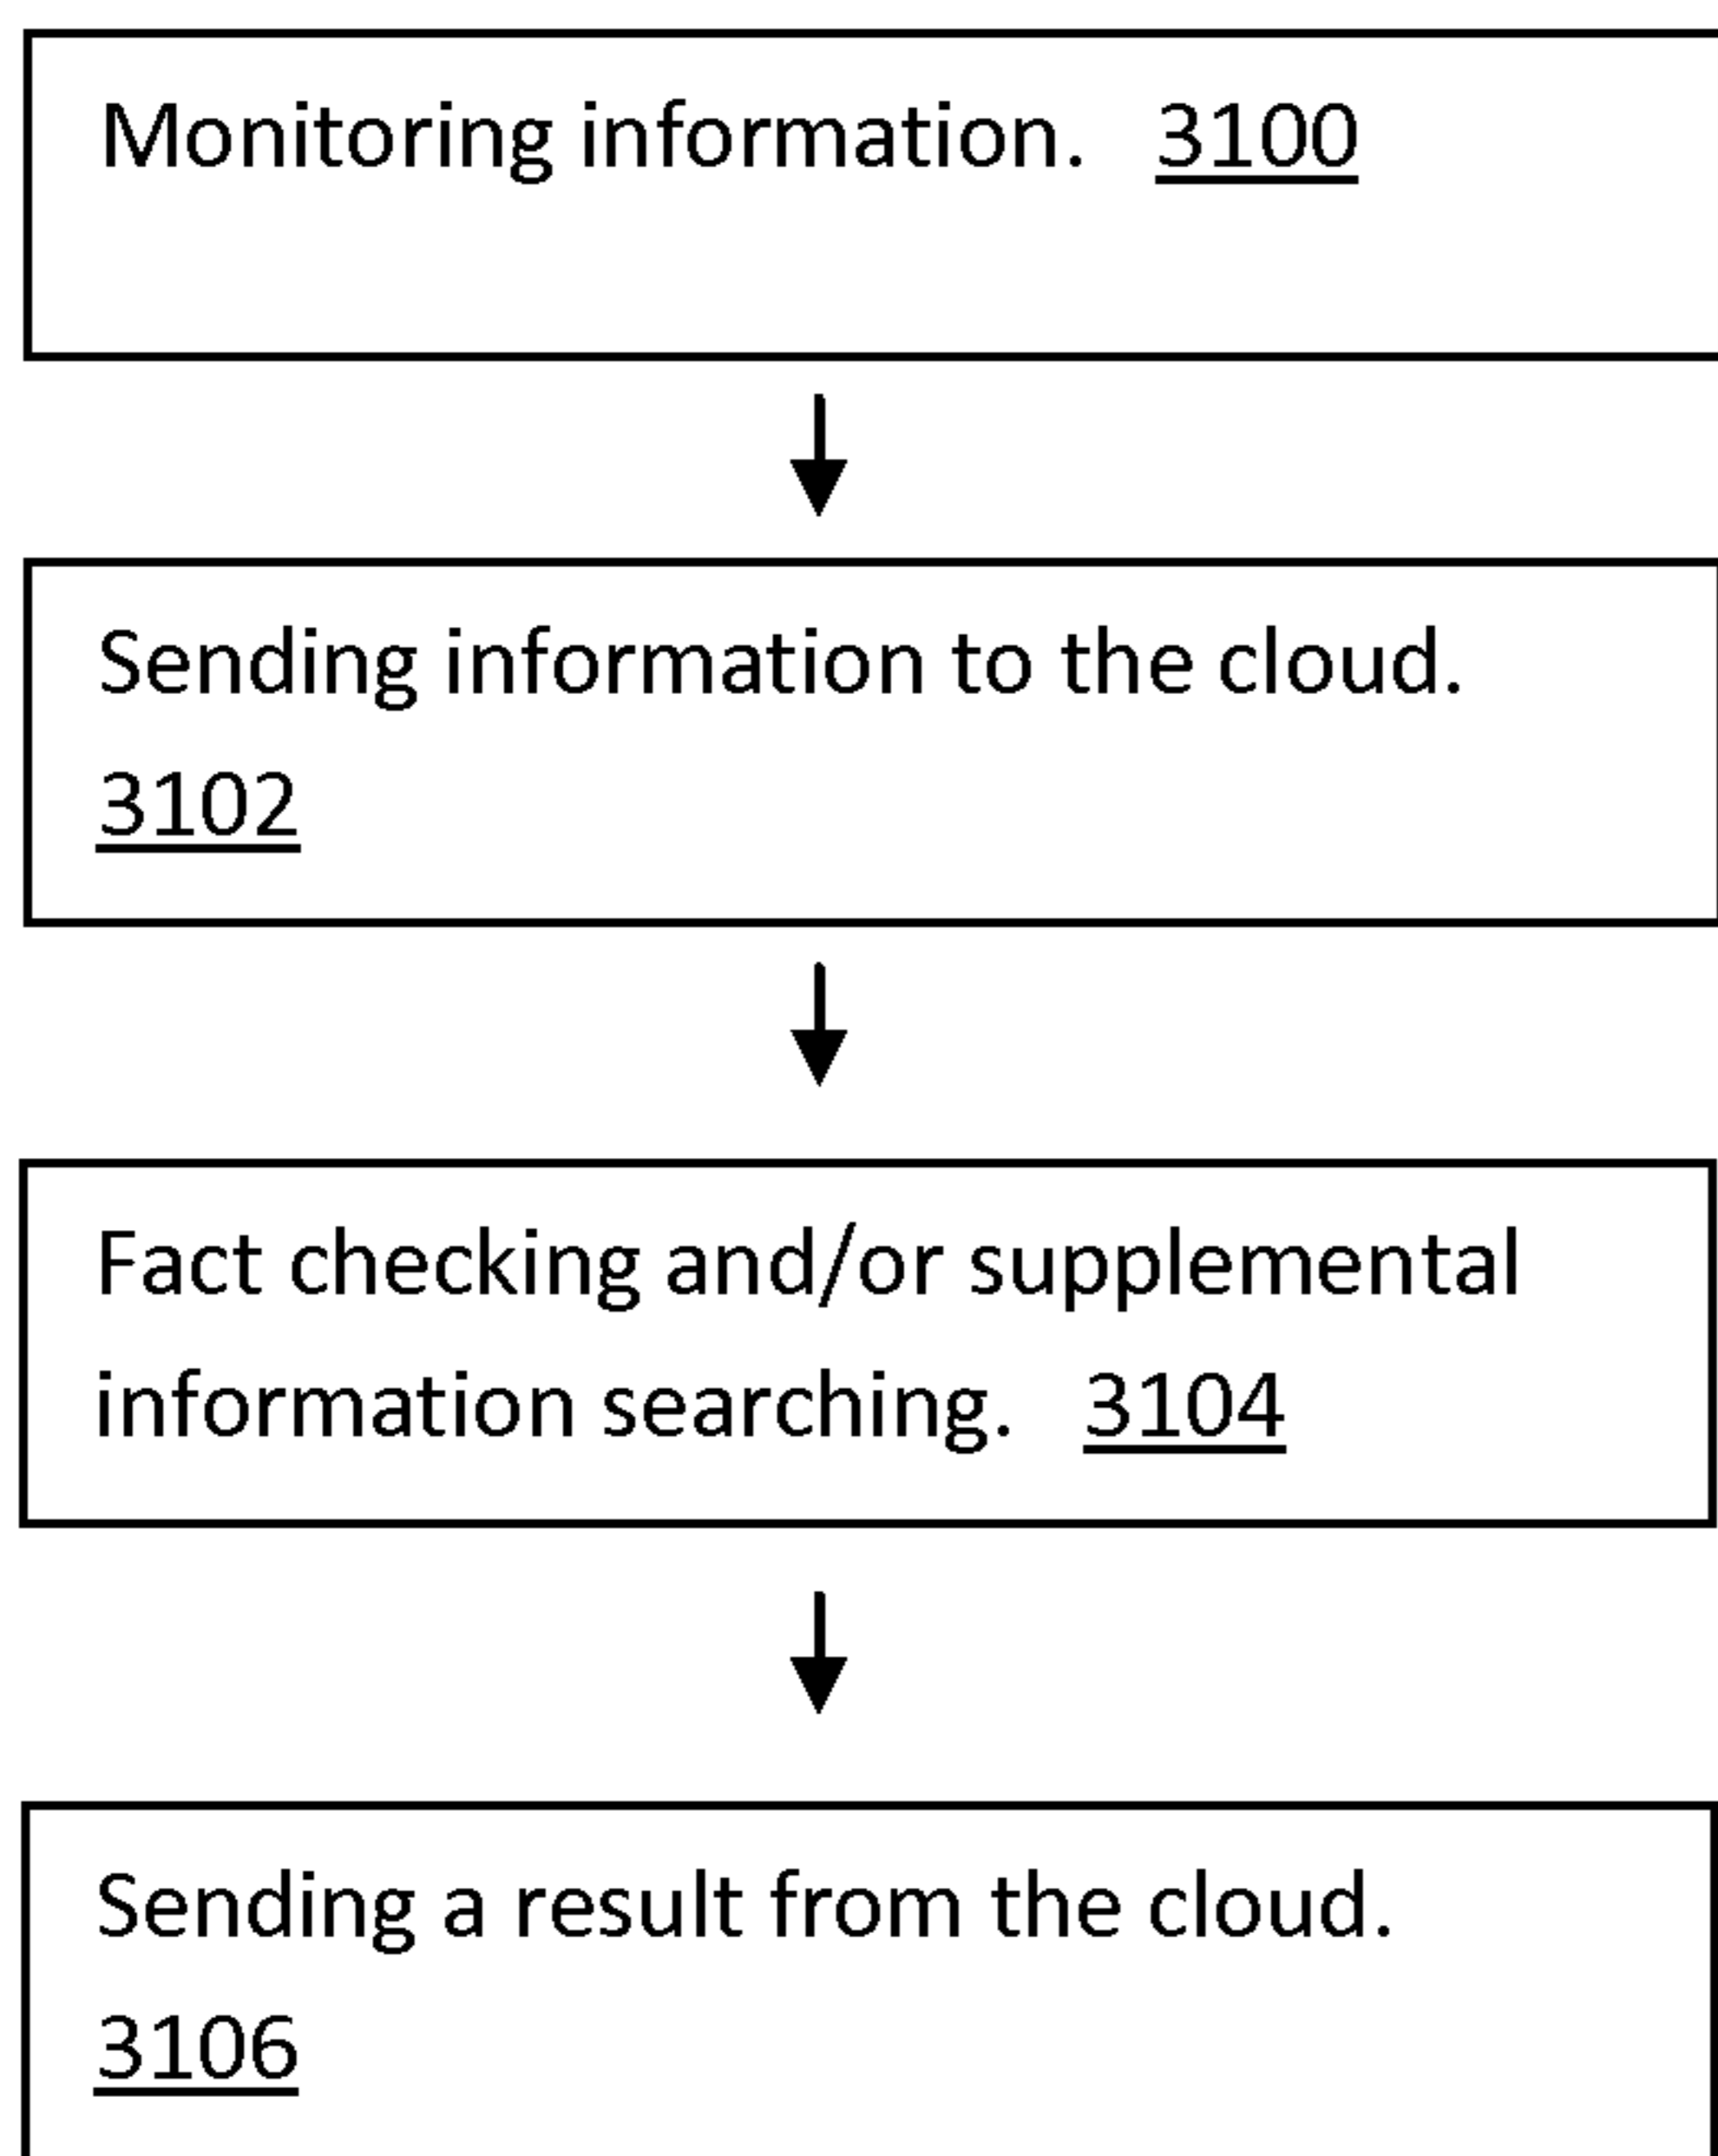 Monitoring information. 3100
Sending information to the cloud.
3102
Fact checking and/or supplemental
information searching. 3104
Sending a result from the cloud.
3106